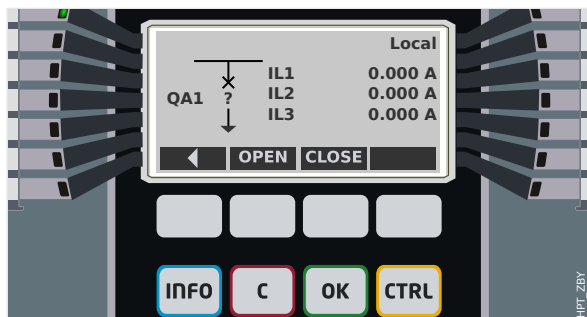 Local
IL1 0.000 A
QA1 ? IL2 0.000 A
IL3 0.000 A
OPEN CLOSE
INFO C OK CTRL
HPT_ZBY